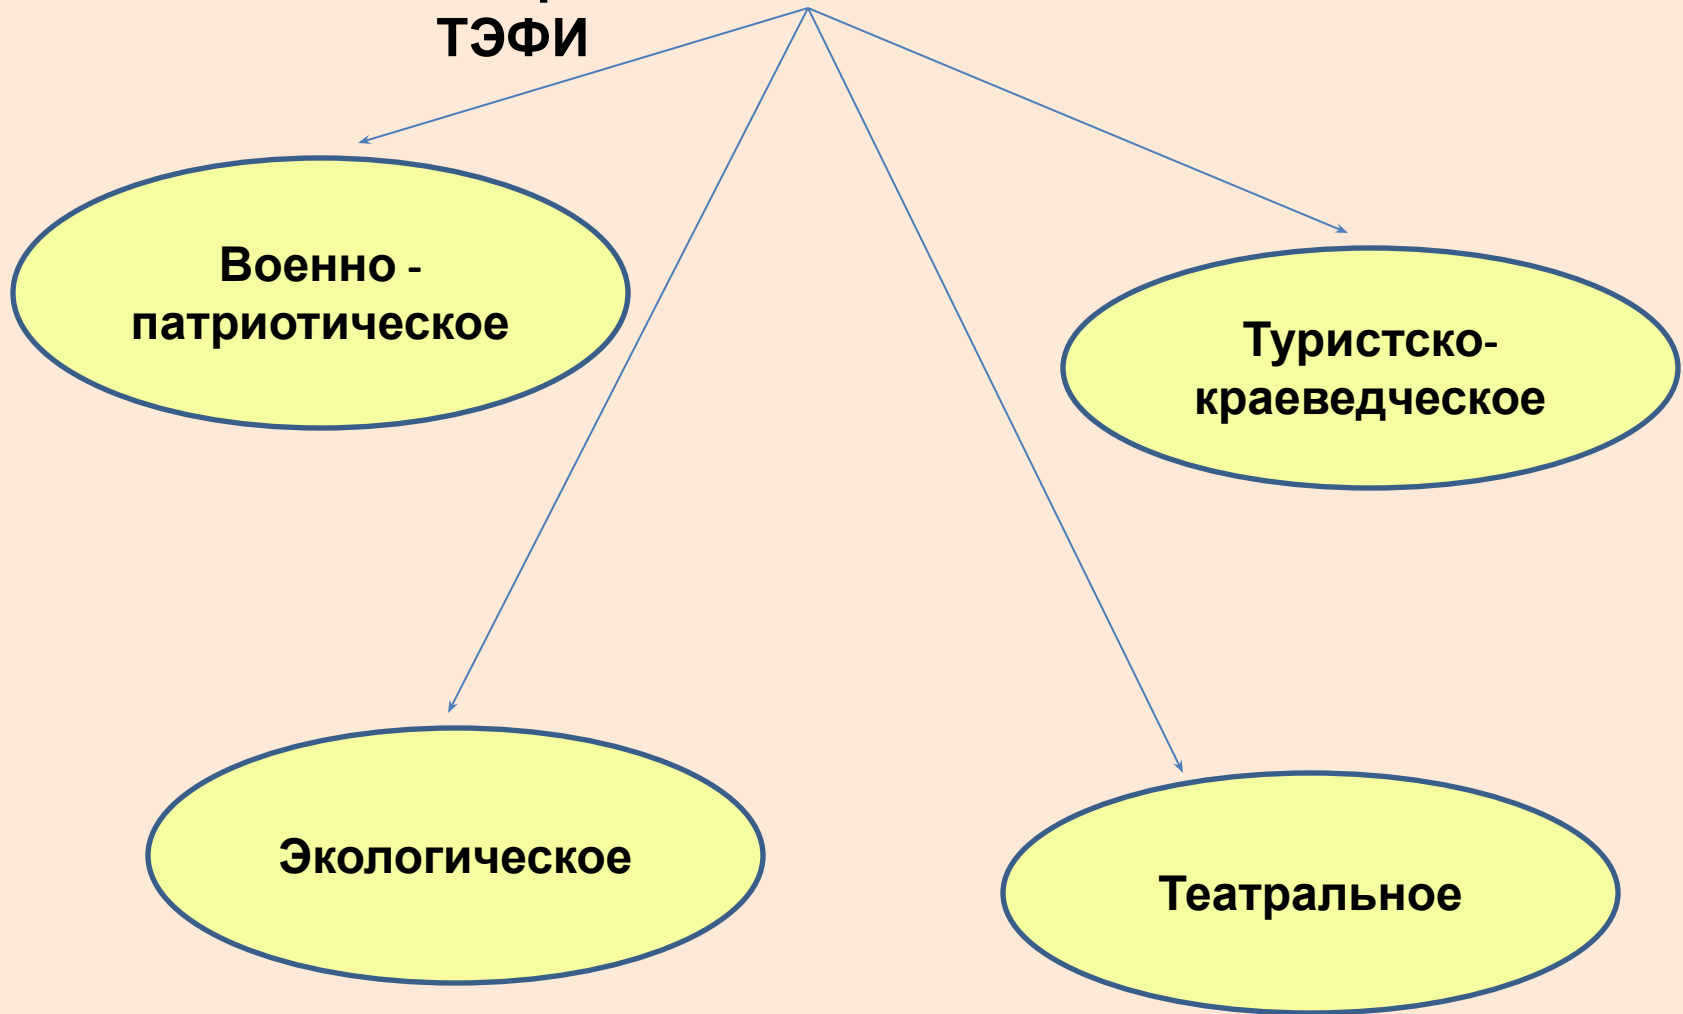 ТЭФИ
Военно -
патриотическое
Туристско-
краеведческое
Экологическое
Театральное